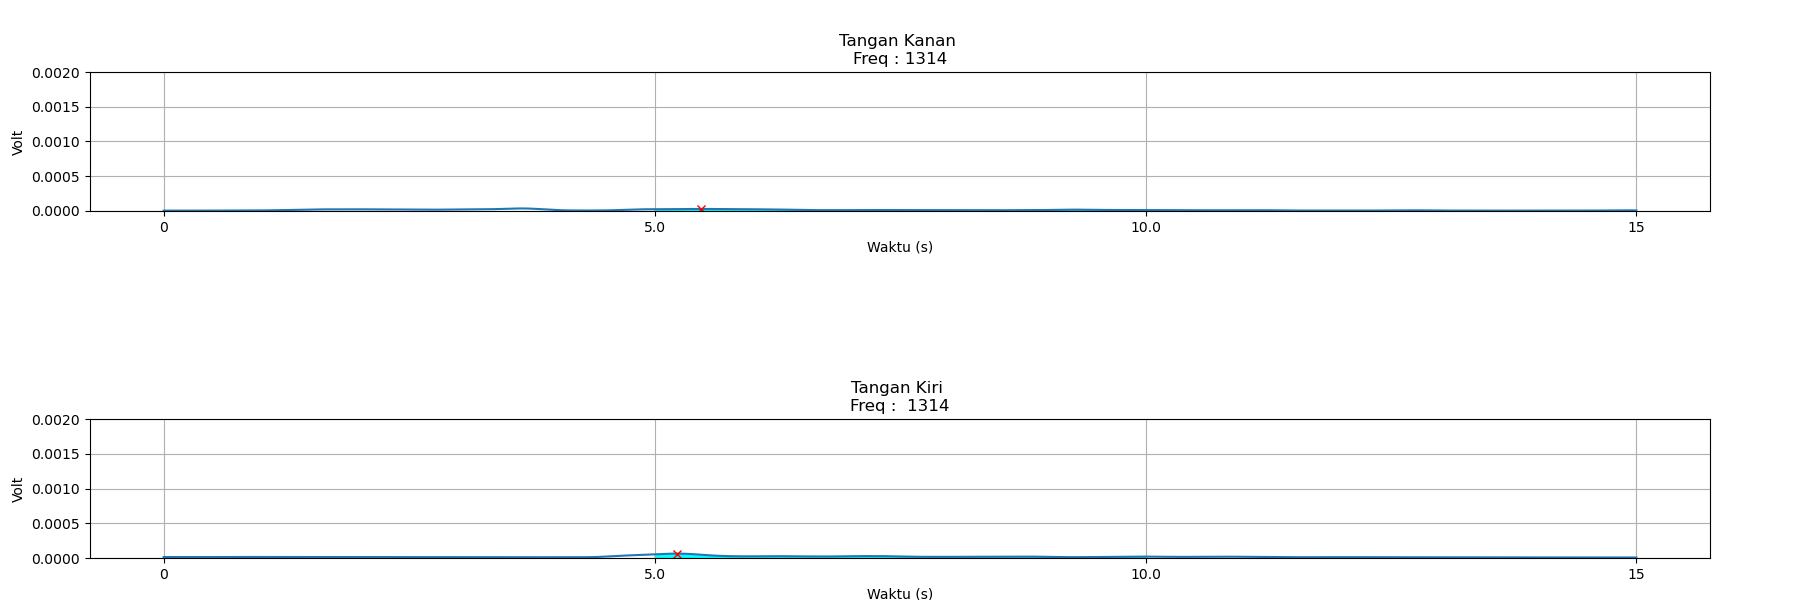 Tangan Kanan
Freq : 1314
0.0020
0.0015
0.0010
0.0005
0.0000
Volt
0 5.0 10.0 15
Waktu (s)
Tangan Kiri
Freq :  1314
0.0020
0.0015
0.0010
0.0005
0.0000
Volt
0 5.0 10.0 15
Waktu (s)